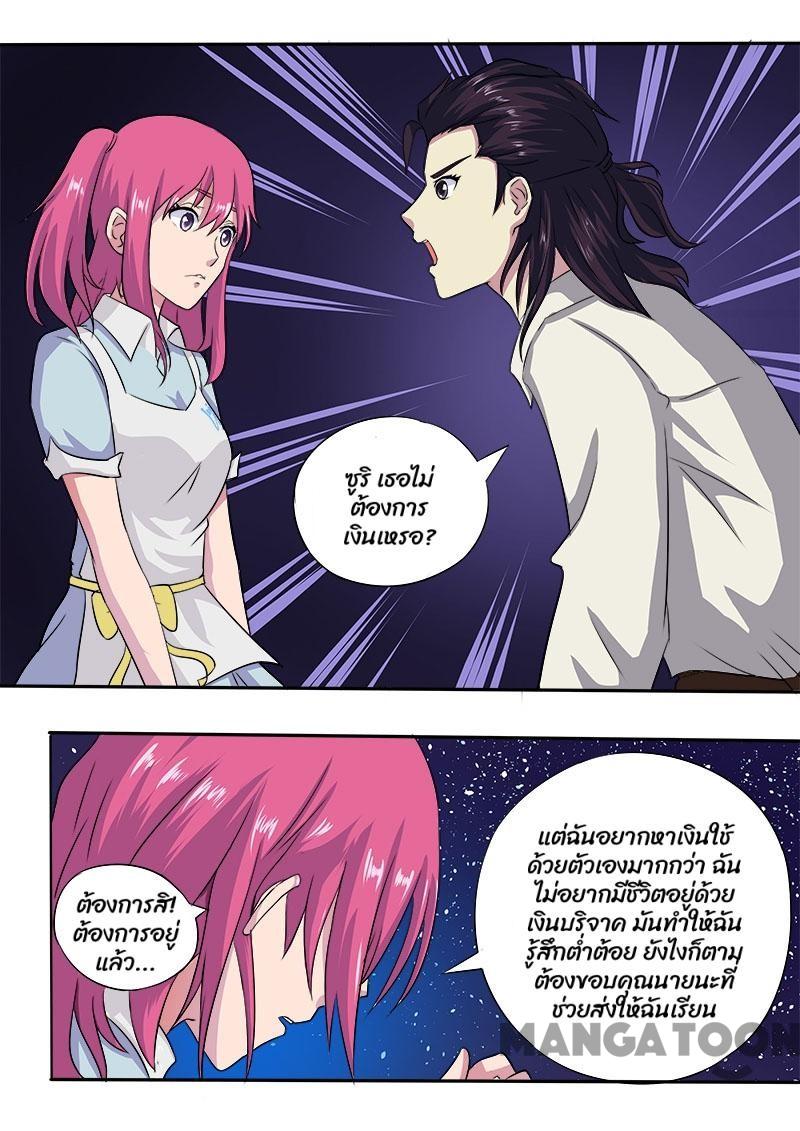 ซูริ เธอไม่
ต้องการ
เงินเหรอ?
ต้องการสิ!
ต้องการอยู่
แล้ว...
แต่ฉันอยากหาเงินใช้
ด้วยตัวเองมากกว่า ฉัน
ไม่อยากมีชีวิตอยู่ด้วย
เงินบริจาค มันทำให้ฉัน
รู้สึกต่ำต้อย ยังไงก็ตาม
ต้องขอบคุณนายนะที่
ช่วยส่งให้ฉันเรียน
MANGATOON